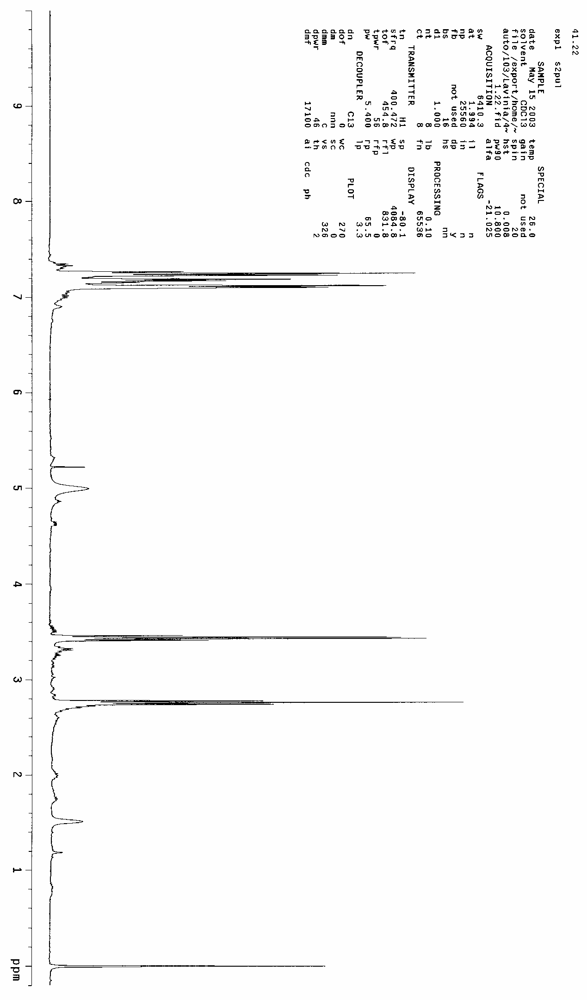 41.22
exp1 s2pul
SAMPLE SPECIAL
date May 15 2003 temp 26.0
solvent CDCl3 gain not used
file /export/home/~ spin 20
auto/103/Lavinia/4~ hst 0.008
1.22.fid pw90 10.800
ACQUISITION alfa -21.025
sw 6410.3 FLAGS
at 1.994 il n
np 25560 in n
fb not used dp y
bs 16 hs nn
d1 1.000 PROCESSING
nt 8 lb 0.10
ct 8 fn 65536
TRANSMITTER DISPLAY
tn H1 sp -80.1
sfrq 400.472 wp 4084.8
tof 454.8 rfl 831.8
tpwr 56 rfp 0
pw 5.400 rp 65.5
DECOUPLER lp 3.3
dn C13 PLOT
dof 0 wc 270
dm nnn sc 0
dmm c vs 326
dpwr 46 th 2
dmf 17100 ai cdc ph
9 8 7 6 5 4 3 2 1 ppm